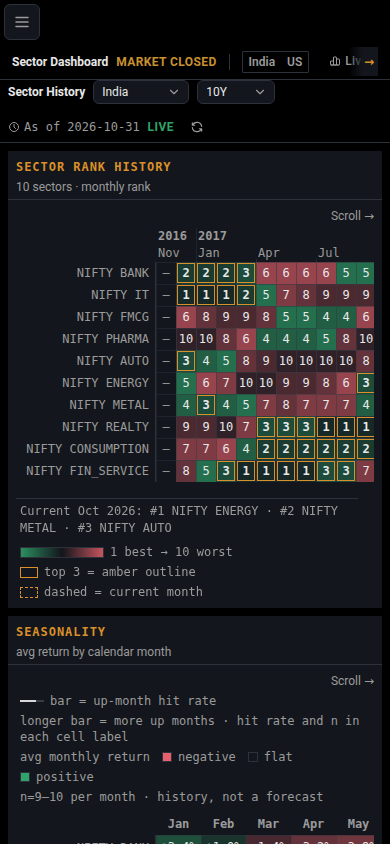 Sector Dashboard MARKET CLOSED India US
Sector History India 10Y
As of 2026-10-31 LIVE
SECTOR RANK HISTORY
10 sectors · monthly rank
Scroll →
2016 2017
Nov Jan Apr Jul
NIFTY BANK — 2 2 2 3 6 6 6 6 5 5
NIFTY IT — 1 1 1 2 5 7 8 9 9 9
NIFTY FMCG — 6 8 9 9 8 5 5 4 4 6
NIFTY PHARMA — 10 10 8 6 4 4 4 5 8 10
NIFTY AUTO — 3 4 5 8 9 10 10 10 10 8
NIFTY ENERGY — 5 6 7 10 10 9 9 8 6 3
NIFTY METAL — 4 3 4 5 7 8 7 7 7 4
NIFTY REALTY — 9 9 10 7 3 3 3 1 1 1
NIFTY CONSUMPTION — 7 7 6 4 2 2 2 2 2 2
NIFTY FIN_SERVICE — 8 5 3 1 1 1 1 3 3 7
Current Oct 2026: #1 NIFTY ENERGY · #2 NIFTY
METAL · #3 NIFTY AUTO
1 best → 10 worst
top 3 = amber outline
dashed = current month
SEASONALITY
avg return by calendar month
Scroll →
bar = up-month hit rate
longer bar = more up months · hit rate and n in
each cell label
avg monthly return negative flat
positive
n=9–10 per month · history, not a forecast
Jan Feb Mar Apr May